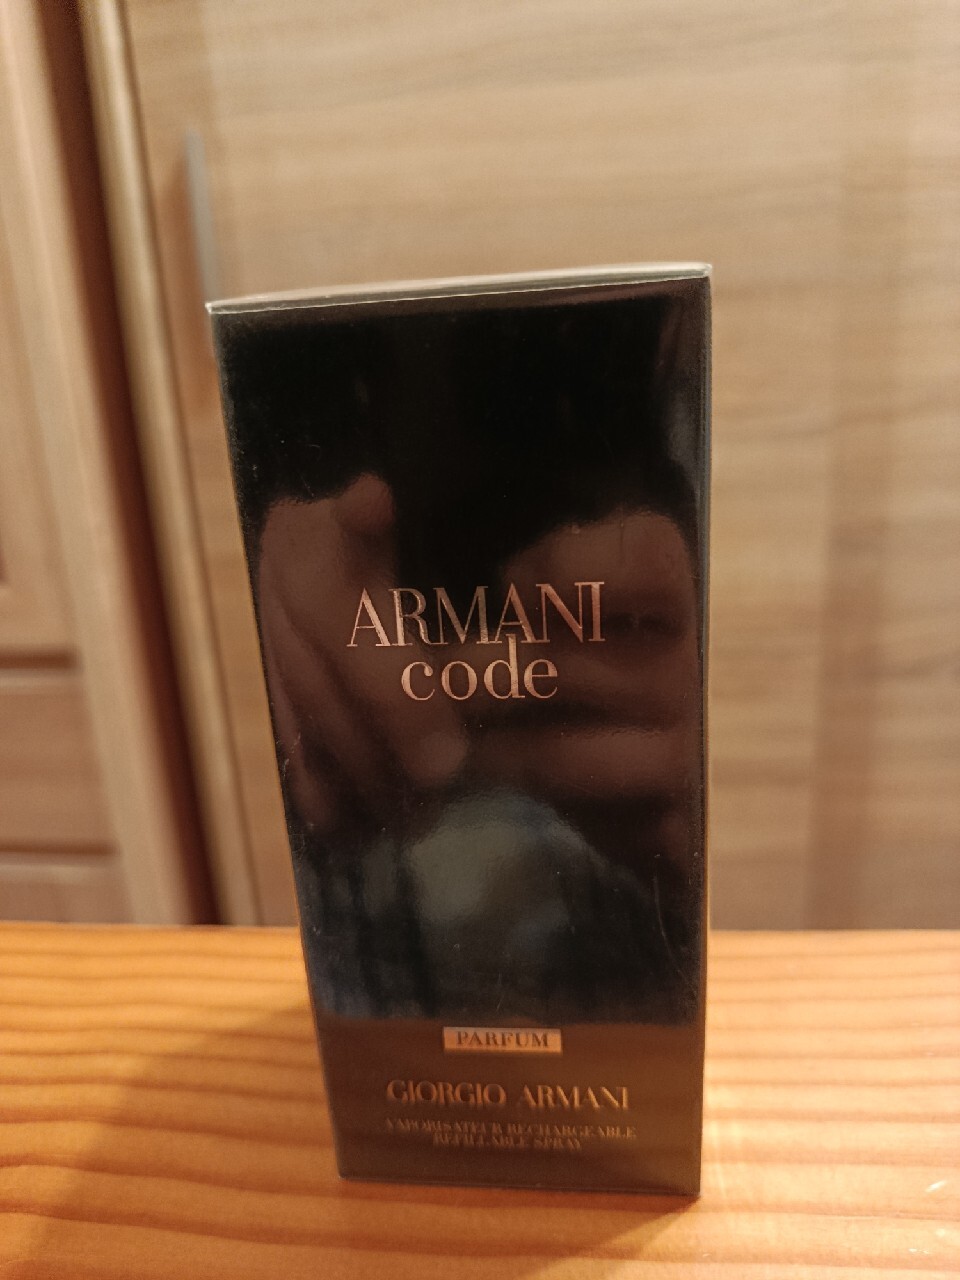 ARMANI
code
PARFUM
GIORGIO ARMANI
VAPORISATEUR RECHARGEABLE
REFILLABLE SPRAY